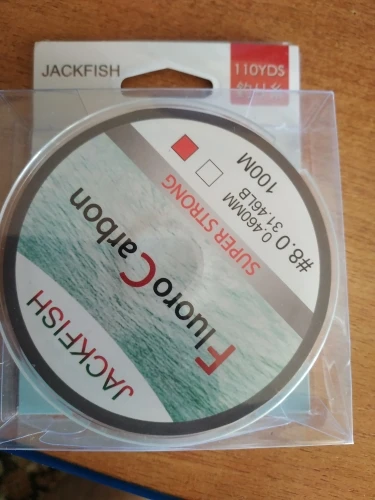 JACKFISH
110YDS
JACKFISH
FluoroCarbon
SUPER STRONG
#8.0 31.46LB
0.460MM
100M